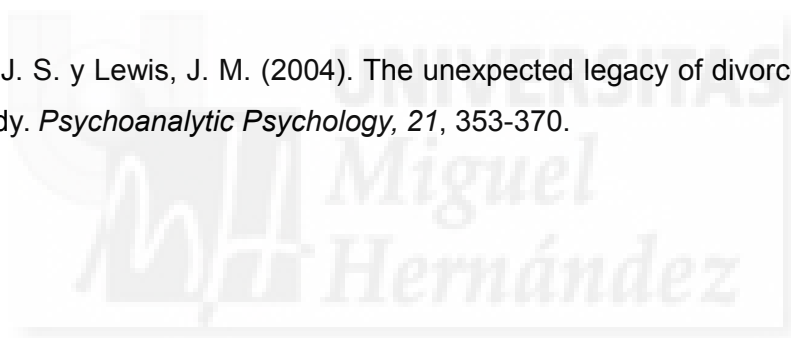 J. S. y Lewis, J. M. (2004). The unexpected legacy of divorc
dy. Psychoanalytic Psychology, 21, 353-370.
UNIVERSITAS
Miguel
Hernández